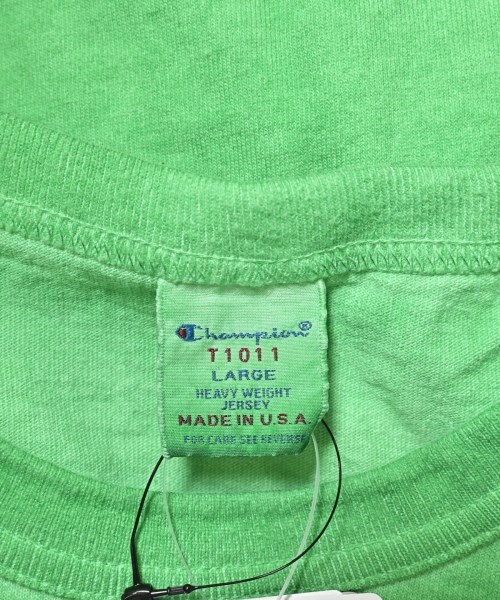 Champion®
T1011
LARGE
HEAVY WEIGHT
JERSEY
MADE IN U.S.A.
FOR CARE SEE REVERSE